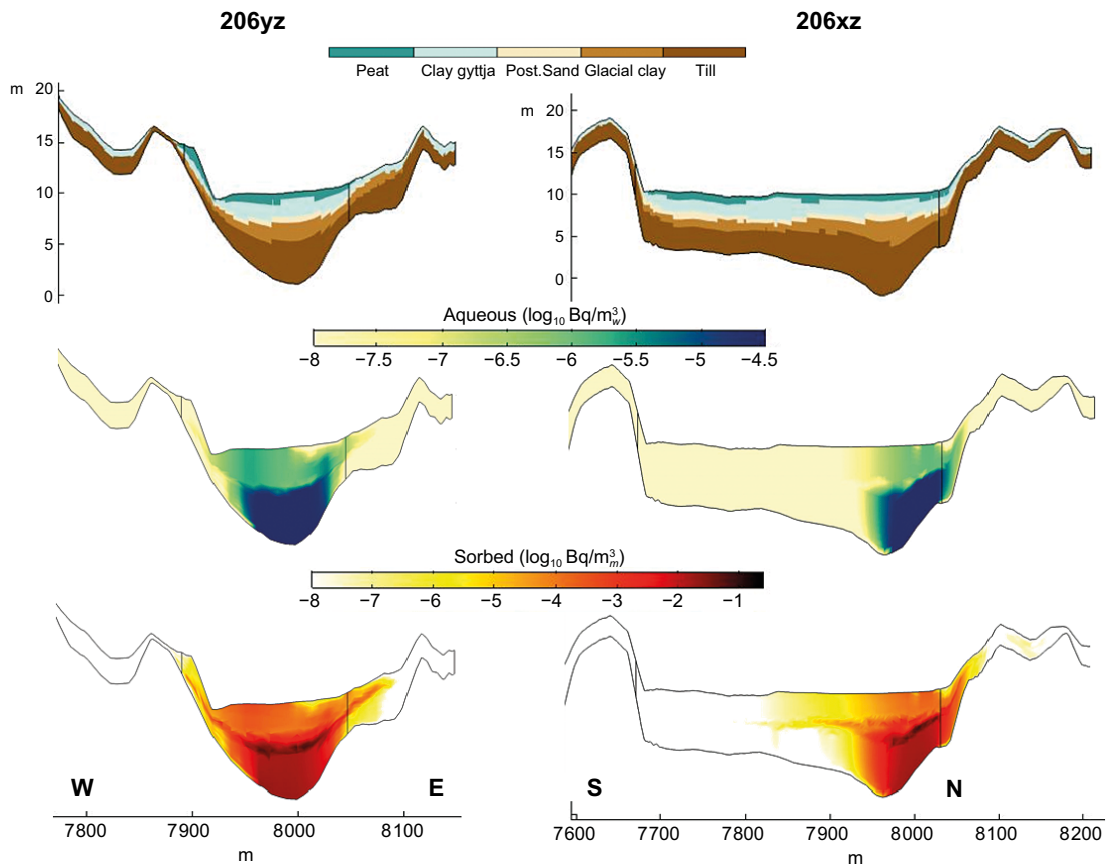 206yz 206xz
Peat Clay gyttja Post.Sand Glacial clay Till
m
20
15
10
5
0
m
20
15
10
5
0
Aqueous (log₁₀ Bq/m³w)
−8 −7.5 −7 −6.5 −6 −5.5 −5 −4.5
Sorbed (log₁₀ Bq/m³m)
−8 −7 −6 −5 −4 −3 −2 −1
W E S N
7800 7900 8000 8100
m
7600 7700 7800 7900 8000 8100 8200
m